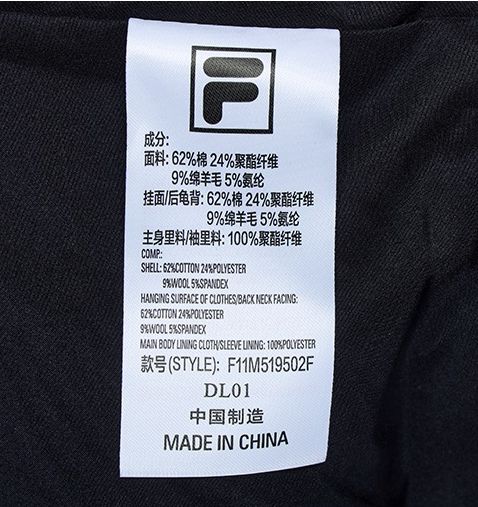 F
成分:
面料: 62%棉 24%聚酯纤维
9%绵羊毛 5%氨纶
挂面/后龟背: 62%棉 24%聚酯纤维
9%绵羊毛 5%氨纶
主身里料/袖里料: 100%聚酯纤维
COMP.:
SHELL: 62%COTTON 24%POLYESTER
9%WOOL 5%SPANDEX
HANGING SURFACE OF CLOTHES/BACK NECK FACING:
62%COTTON 24%POLYESTER
9%WOOL 5%SPANDEX
MAIN BODY LINING CLOTH/SLEEVE LINING: 100%POLYESTER
款号(STYLE): F11M519502F
DL01
中国制造
MADE IN CHINA